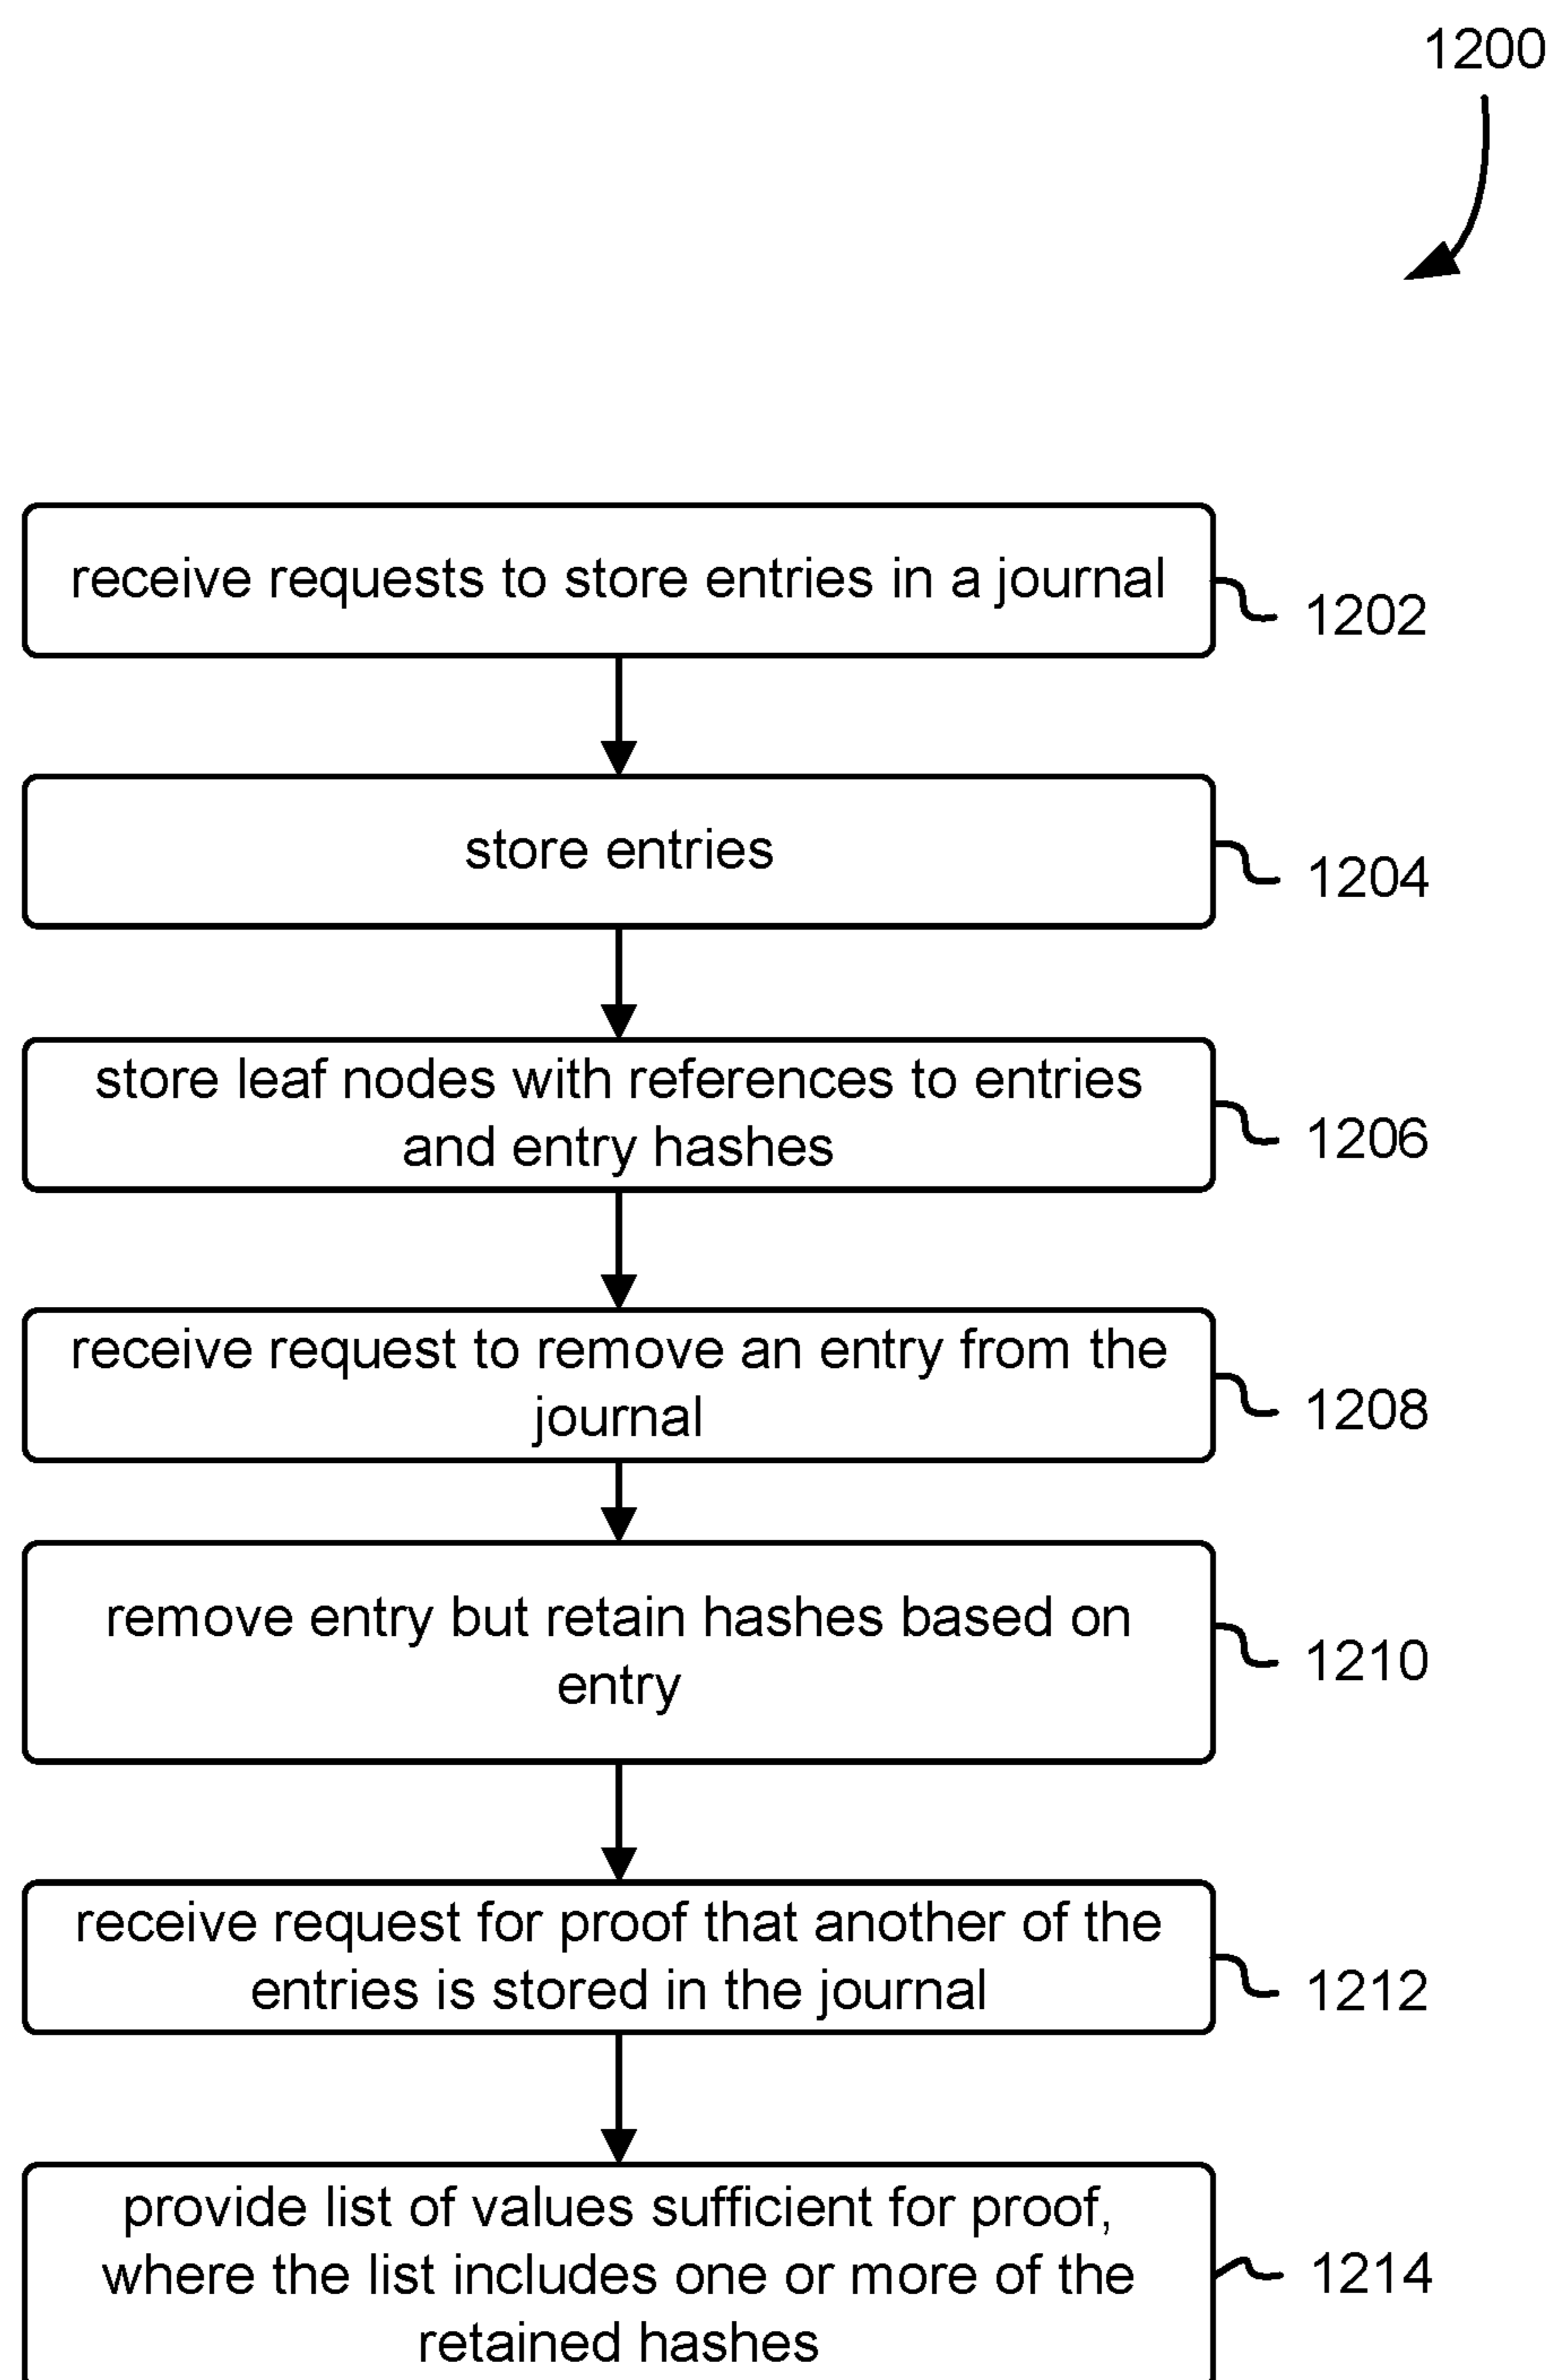 1200
receive requests to store entries in a journal
1202
store entries
1204
store leaf nodes with references to entries
and entry hashes
1206
receive request to remove an entry from the
journal
1208
remove entry but retain hashes based on
entry
1210
receive request for proof that another of the
entries is stored in the journal
1212
provide list of values sufficient for proof,
where the list includes one or more of the
retained hashes
1214